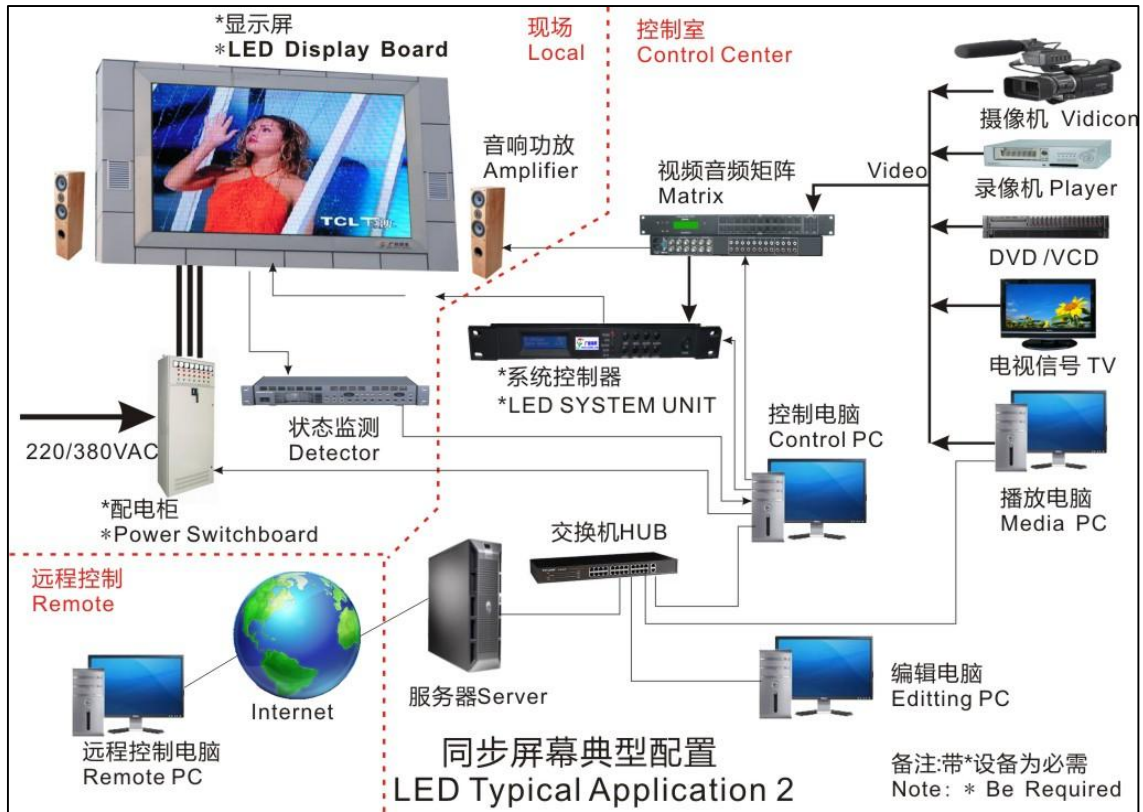 *显示屏
*LED Display Board
现场
Local
控制室
Control Center
摄像机 Vidicon
音响功放
Amplifier
视频音频矩阵
Matrix
Video
录像机 Player
TCL
DVD /VCD
电视信号 TV
*系统控制器
*LED SYSTEM UNIT
控制电脑
Control PC
状态监测
Detector
220/380VAC
播放电脑
Media PC
*配电柜
*Power Switchboard
交换机HUB
远程控制
Remote
编辑电脑
Editting PC
服务器Server
Internet
远程控制电脑
Remote PC
同步屏幕典型配置
LED Typical Application 2
备注:带*设备为必需
Note: * Be Required